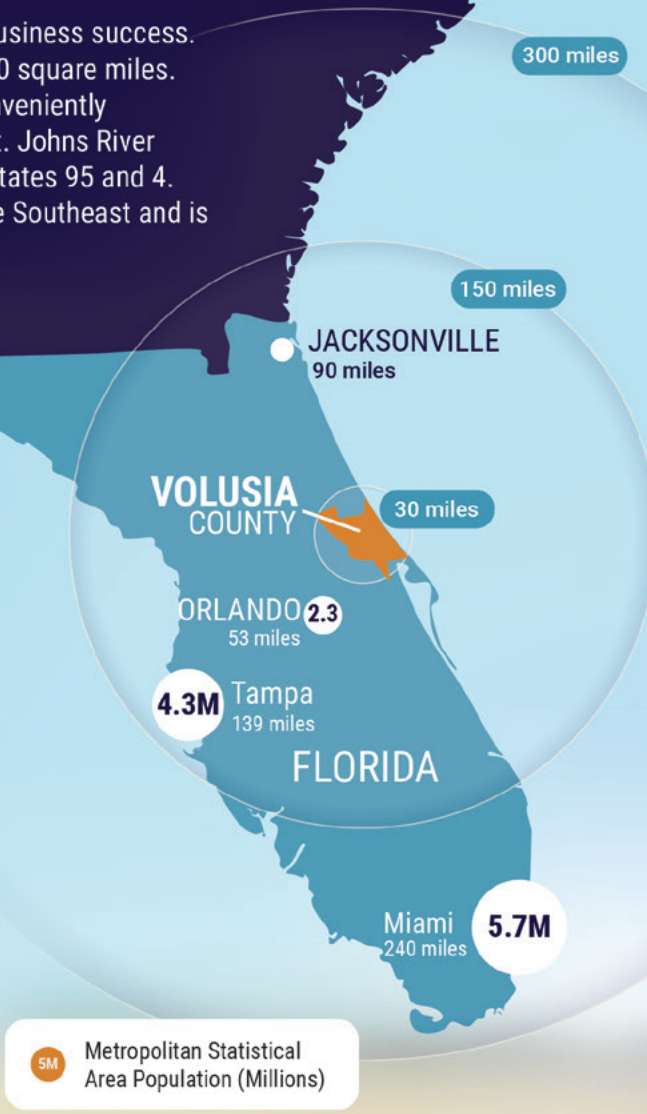 usiness success.
0 square miles.
nveniently
. Johns River
tates 95 and 4.
e Southeast and is
300 miles
150 miles
JACKSONVILLE
90 miles
VOLUSIA
COUNTY
30 miles
ORLANDO 2.3
53 miles
4.3M Tampa
139 miles
FLORIDA
Miami 5.7M
240 miles
5M
Metropolitan Statistical
Area Population (Millions)